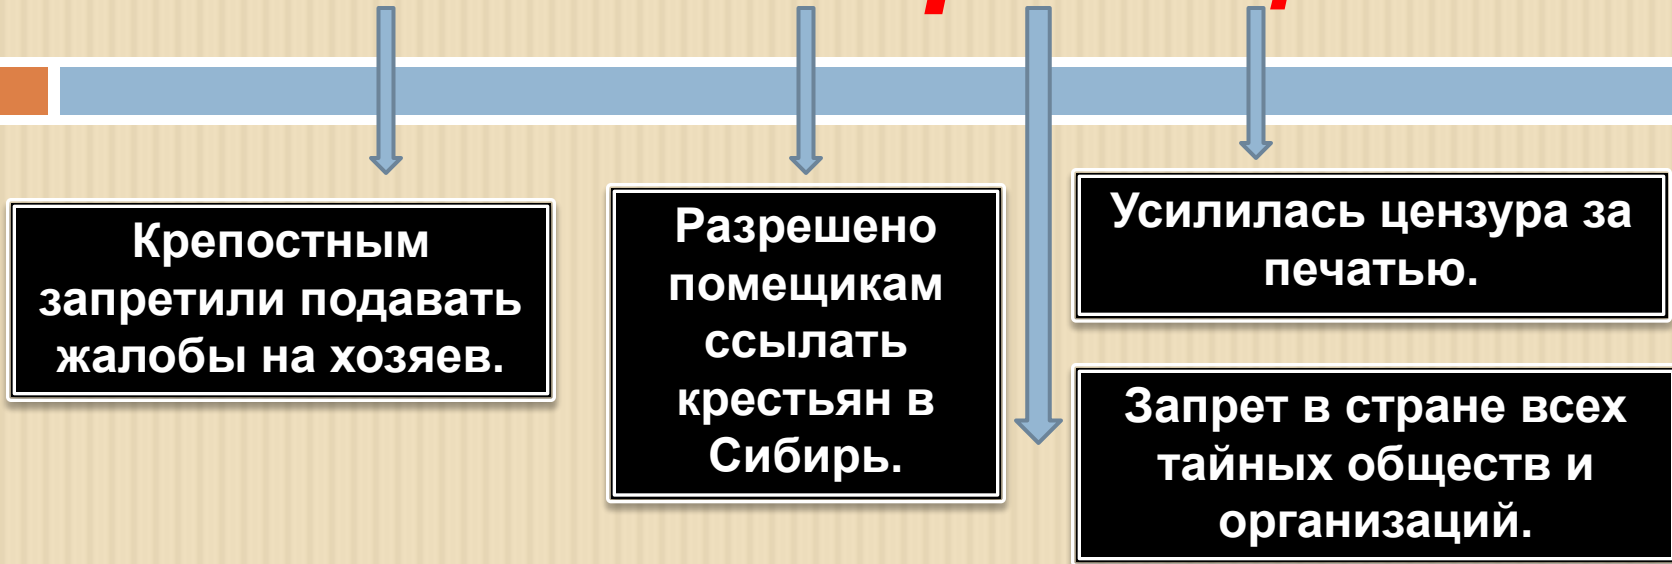 Крепостным
запретили подавать
жалобы на хозяев.
Разрешено
помещикам
ссылать
крестьян в
Сибирь.
Усилилась цензура за
печатью.
Запрет в стране всех
тайных обществ и
организаций.